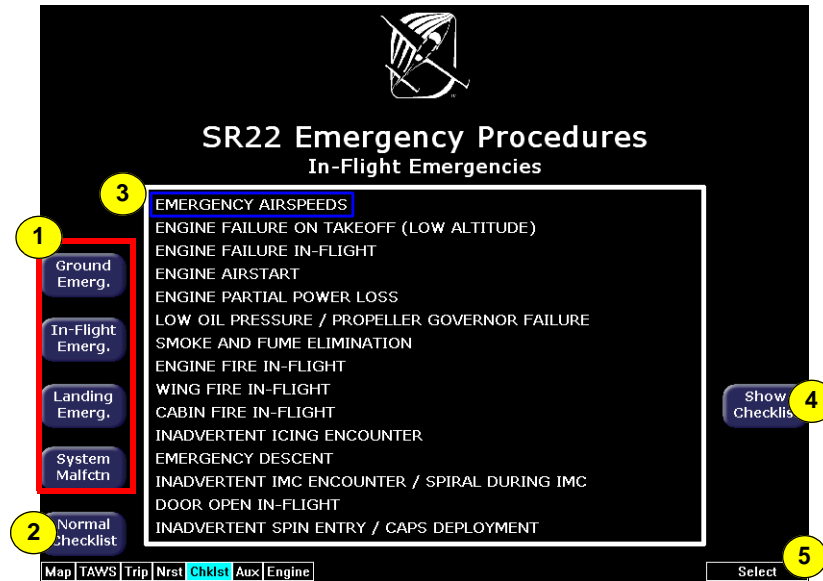 SR22 Emergency Procedures
In-Flight Emergencies
3
EMERGENCY AIRSPEEDS
ENGINE FAILURE ON TAKEOFF (LOW ALTITUDE)
ENGINE FAILURE IN-FLIGHT
ENGINE AIRSTART
ENGINE PARTIAL POWER LOSS
LOW OIL PRESSURE / PROPELLER GOVERNOR FAILURE
SMOKE AND FUME ELIMINATION
ENGINE FIRE IN-FLIGHT
WING FIRE IN-FLIGHT
CABIN FIRE IN-FLIGHT
INADVERTENT ICING ENCOUNTER
EMERGENCY DESCENT
INADVERTENT IMC ENCOUNTER / SPIRAL DURING IMC
DOOR OPEN IN-FLIGHT
INADVERTENT SPIN ENTRY / CAPS DEPLOYMENT
1
Ground
Emerg.
In-Flight
Emerg.
Landing
Emerg.
System
Malfctn
2
Normal
Checklist
Show
Checklis
4
Map TAWS Trip Nrst Chklst Aux Engine
Select
5